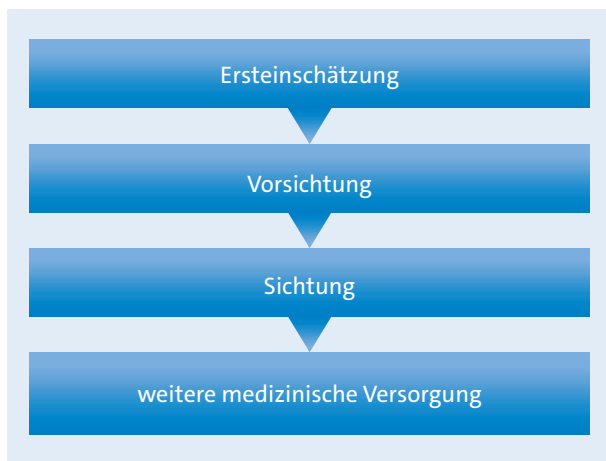 Ersteinschätzung
Vorsichtung
Sichtung
weitere medizinische Versorgung